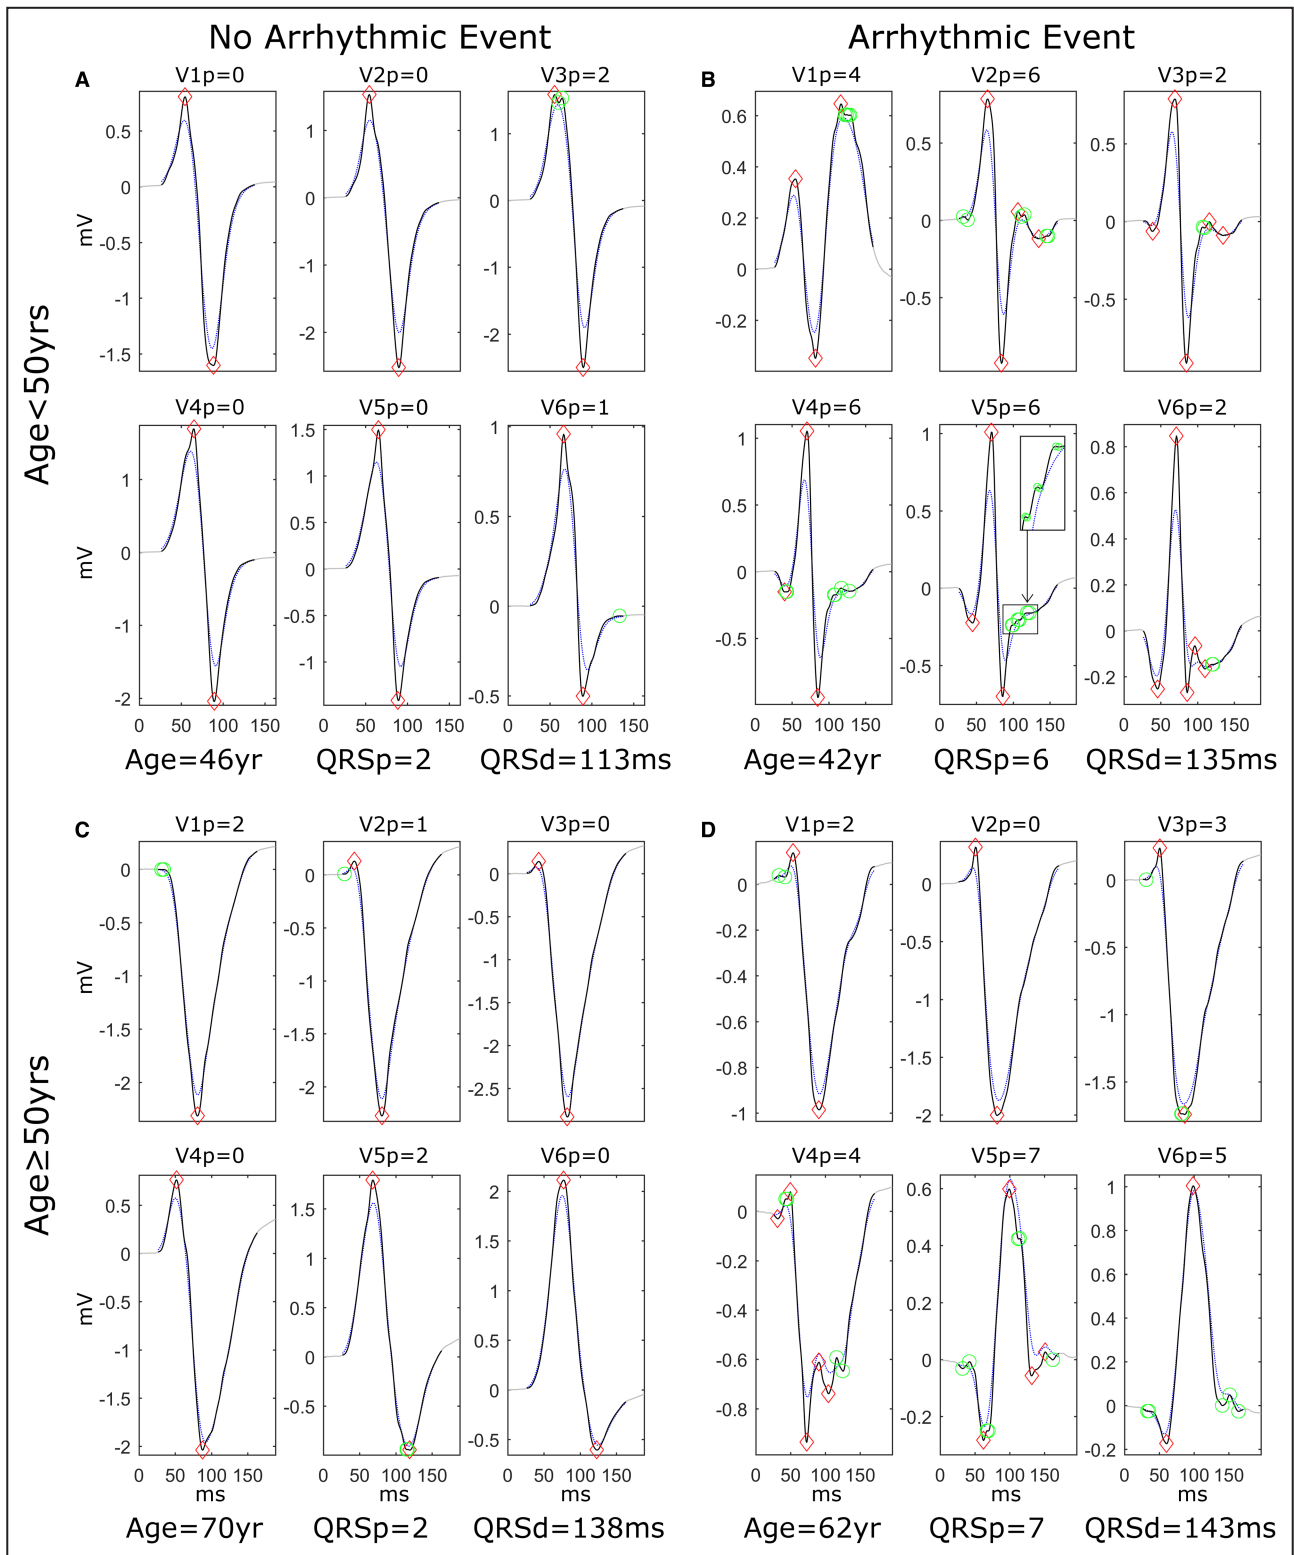 No Arrhythmic Event
Arrhythmic Event
Age<50yrs
A
V1p=0
V2p=0
V3p=2
mV
0.5
0
-0.5
-1
-1.5
1
0
-1
-2
1
0
-1
-2
V4p=0
V5p=0
V6p=1
mV
1
0
-1
-2
0 50 100 150
1.5
1
0.5
0
-0.5
-1
0 50 100 150
1
0.5
0
-0.5
0 50 100 150
Age=46yr
QRSp=2
QRSd=113ms
B
V1p=4
V2p=6
V3p=2
0.6
0.4
0.2
0
-0.2
0.5
0
-0.5
0.5
0
-0.5
V4p=6
V5p=6
V6p=2
1
0.5
0
-0.5
0 50 100 150
1
0.5
0
-0.5
0 50 100 150
0.8
0.6
0.4
0.2
0
-0.2
0 50 100 150
Age=42yr
QRSp=6
QRSd=135ms
Age≥50yrs
C
V1p=2
V2p=1
V3p=0
mV
0
-0.5
-1
-1.5
-2
0
-0.5
-1
-1.5
-2
0
-0.5
-1
-1.5
-2
-2.5
V4p=0
V5p=2
V6p=0
mV
0.5
0
-0.5
-1
-1.5
-2
0 50 100 150
ms
1.5
1
0.5
0
-0.5
0 50 100 150
ms
2
1.5
1
0.5
0
-0.5
0 50 100 150
ms
Age=70yr
QRSp=2
QRSd=138ms
D
V1p=2
V2p=0
V3p=3
0
-0.2
-0.4
-0.6
-0.8
-1
0
-0.5
-1
-1.5
-2
0
-0.5
-1
-1.5
V4p=4
V5p=7
V6p=5
0
-0.2
-0.4
-0.6
-0.8
0 50 100 150
ms
0.6
0.4
0.2
0
-0.2
0 50 100 150
ms
1
0.8
0.6
0.4
0.2
0
-0.2
0 50 100 150
ms
Age=62yr
QRSp=7
QRSd=143ms